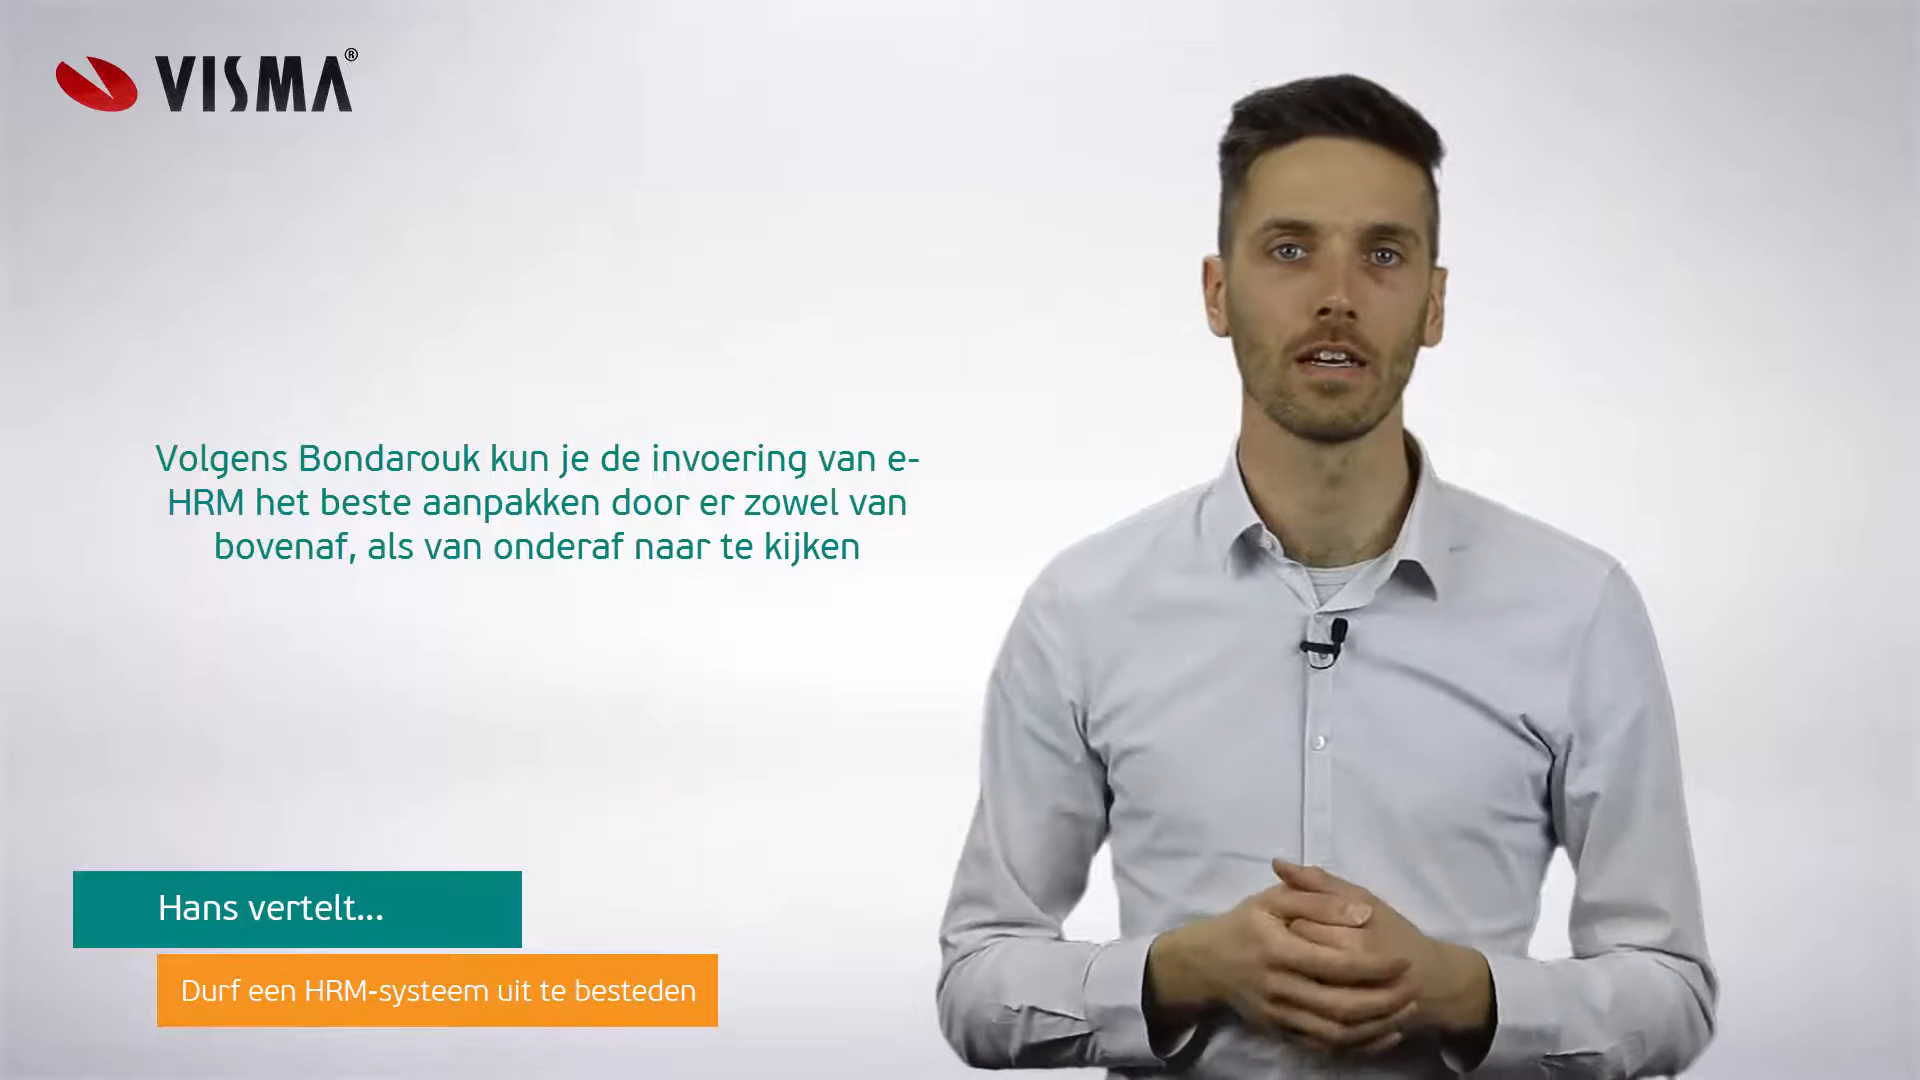 VISMA®
Volgens Bondarouk kun je de invoering van e-
HRM het beste aanpakken door er zowel van
bovenaf, als van onderaf naar te kijken
Hans vertelt...
Durf een HRM-systeem uit te besteden